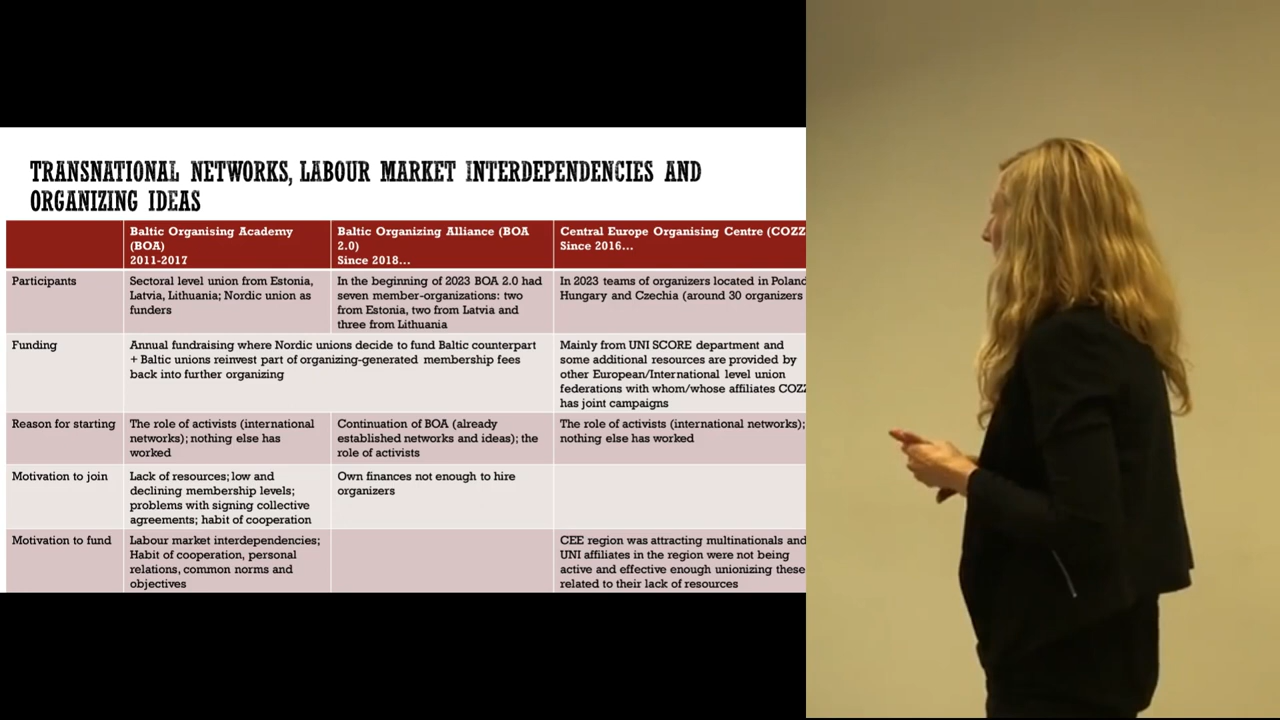 TRANSNATIONAL NETWORKS, LABOUR MARKET INTERDEPENDENCIES AND
ORGANIZING IDEAS
Baltic Organising Academy
(BOA)
2011-2017
Baltic Organizing Alliance (BOA
2.0)
Since 2018...
Central Europe Organising Centre (COZZ
Since 2016...
Participants
Sectoral level union from Estonia,
Latvia, Lithuania; Nordic union as
funders
In the beginning of 2023 BOA 2.0 had
seven member-organizations: two
from Estonia, two from Latvia and
three from Lithuania
In 2023 teams of organizers located in Poland
Hungary and Czechia (around 30 organizers
Funding
Annual fundraising where Nordic unions decide to fund Baltic counterpart
+ Baltic unions reinvest part of organizing-generated membership fees
back into further organizing
Mainly from UNI SCORE department and
some additional resources are provided by
other European/International level union
federations with whom/whose affiliates COZZ
has joint campaigns
Reason for starting
The role of activists (international
networks); nothing else has
worked
Continuation of BOA (already
established networks and ideas); the
role of activists
The role of activists (international networks);
nothing else has worked
Motivation to join
Lack of resources; low and
declining membership levels;
problems with signing collective
agreements; habit of cooperation
Own finances not enough to hire
organizers
Motivation to fund
Labour market interdependencies;
Habit of cooperation, personal
relations, common norms and
objectives
CEE region was attracting multinationals and
UNI affiliates in the region were not being
active and effective enough unionizing these
related to their lack of resources